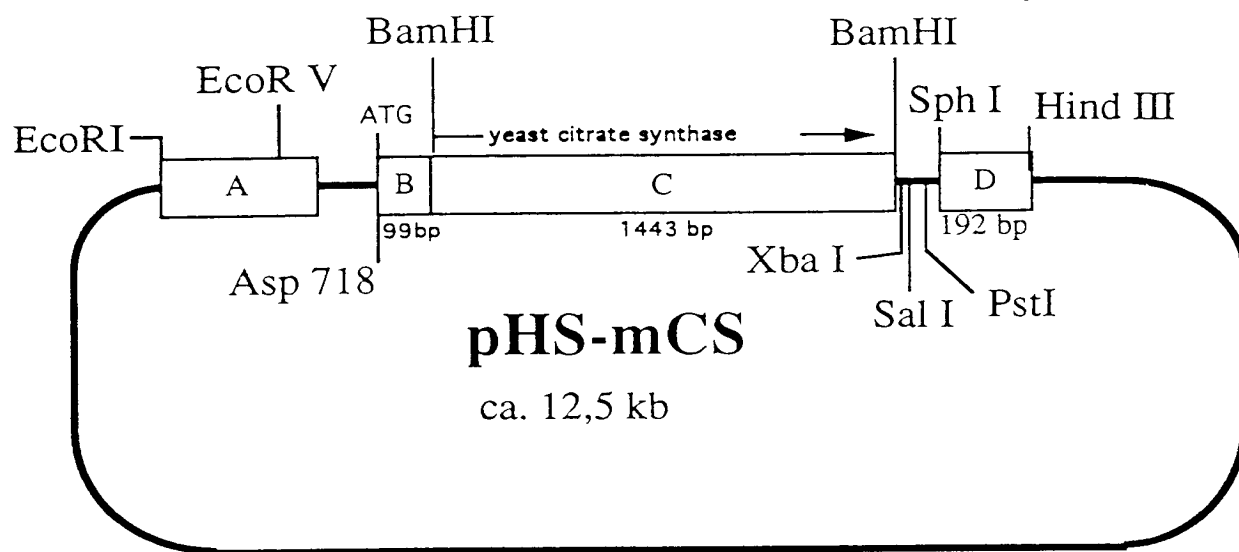 BamHI
BamHI
EcoR V
Sph I
Hind III
EcoRI
ATG
yeast citrate synthase
A
B
C
D
99bp
1443 bp
192 bp
Asp 718
Xba I
Sal I
PstI
pHS-mCS
ca. 12,5 kb